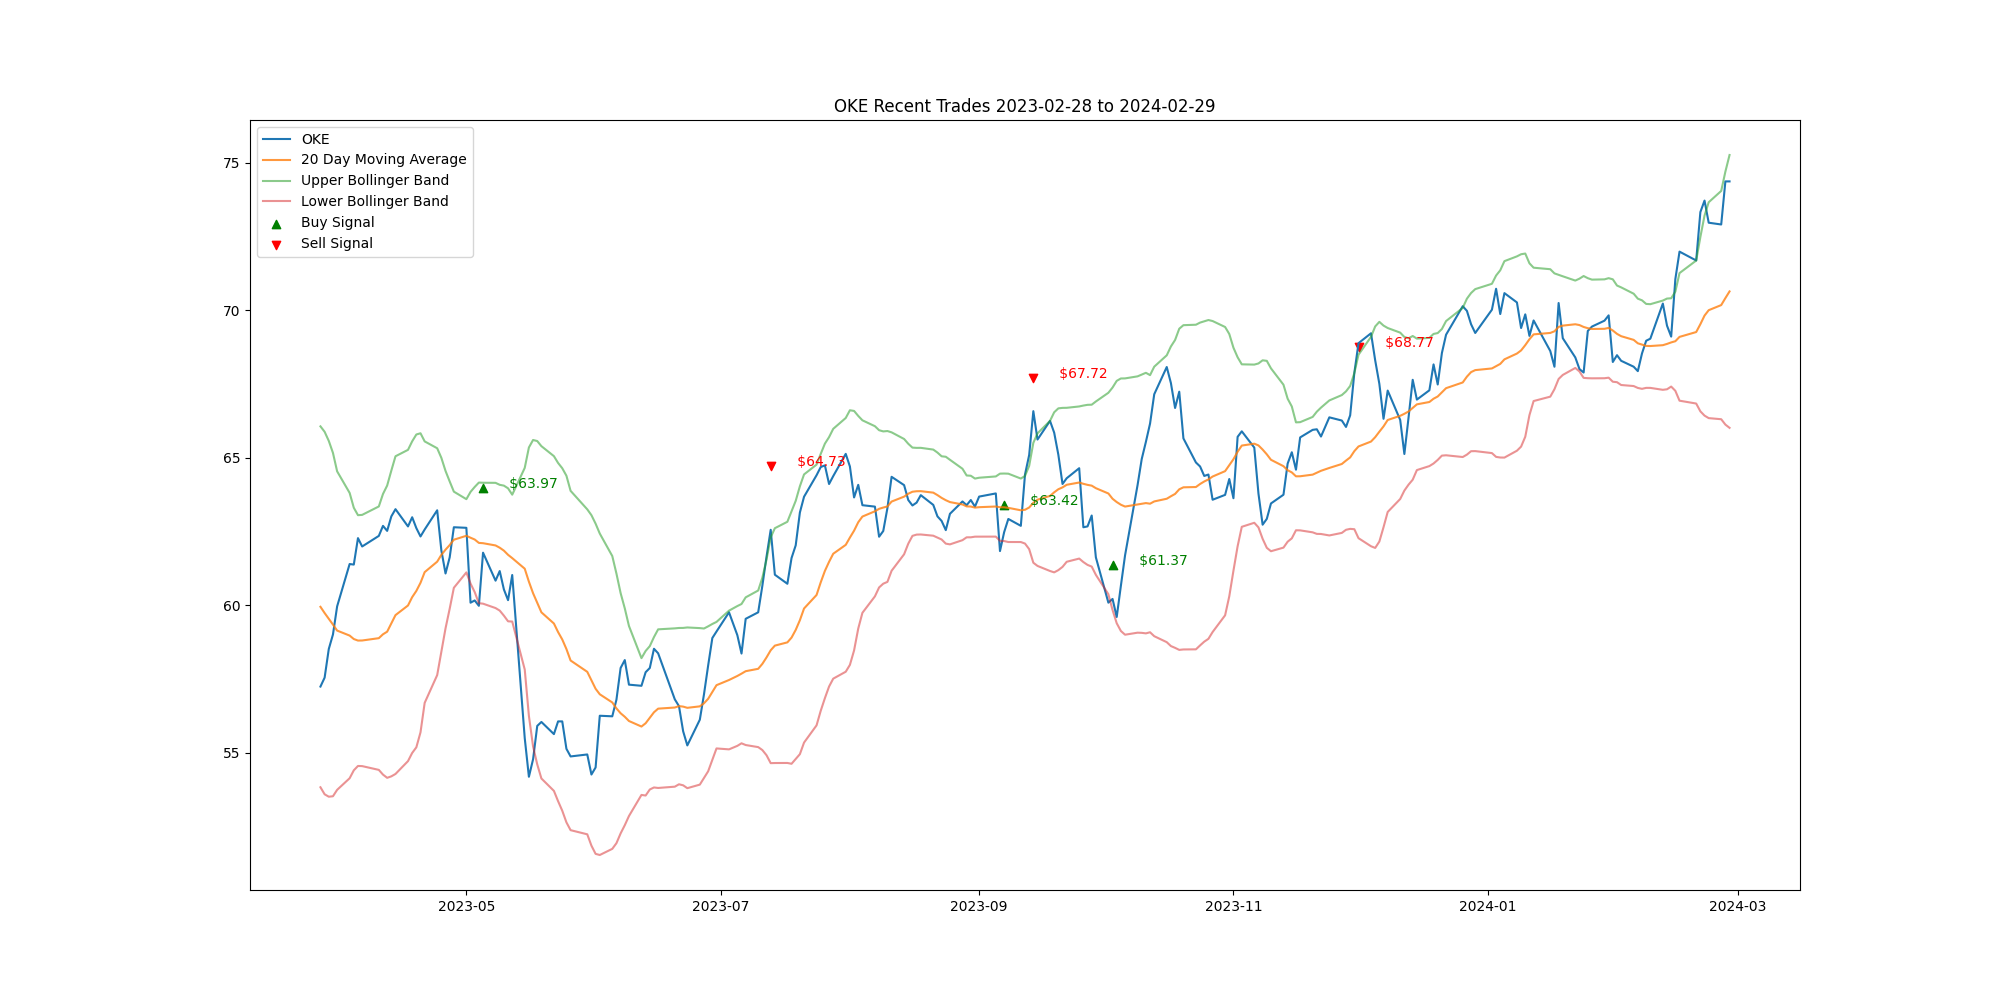 OKE Recent Trades 2023-02-28 to 2024-02-29
OKE
20 Day Moving Average
Upper Bollinger Band
Lower Bollinger Band
Buy Signal
Sell Signal
75
70
65
60
55
$63.97
$64.73
$63.42
$67.72
$61.37
$68.77
2023-05
2023-07
2023-09
2023-11
2024-01
2024-03